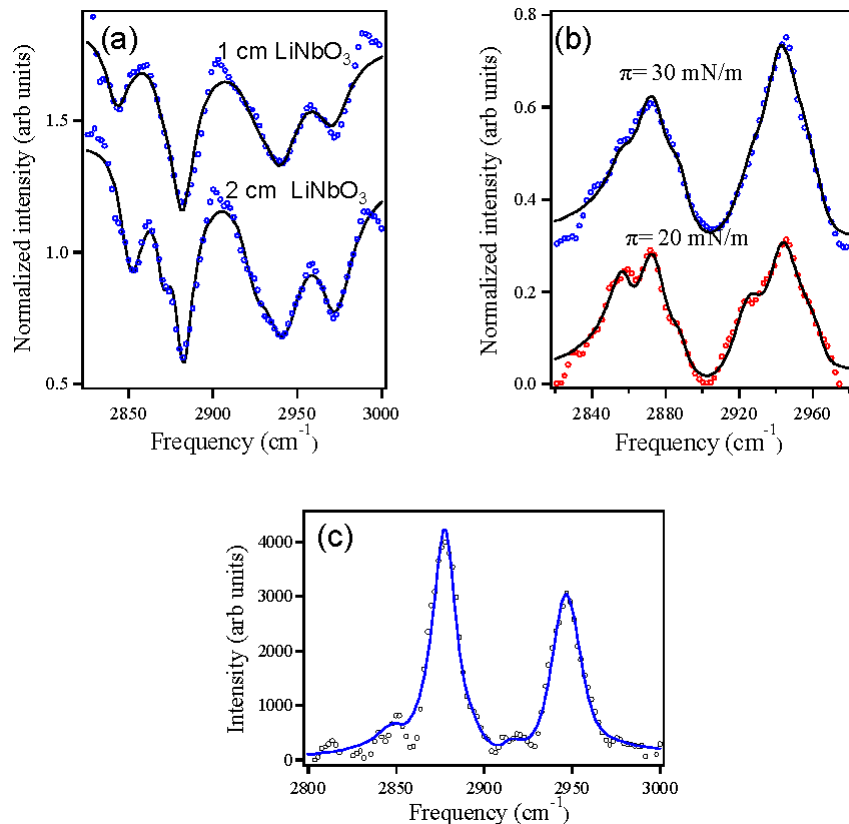 (a)
1 cm LiNbO₃
2 cm LiNbO₃
Normalized intensity (arb units)
1.5
1.0
0.5
2850 2900 2950 3000
Frequency (cm⁻¹)
(b)
π= 30 mN/m
π= 20 mN/m
Normalized intensity (arb units)
0.8
0.6
0.4
0.2
0.0
2840 2880 2920 2960
Frequency (cm⁻¹)
(c)
Intensity (arb units)
4000
3000
2000
1000
0
2800 2850 2900 2950 3000
Frequency (cm⁻¹)